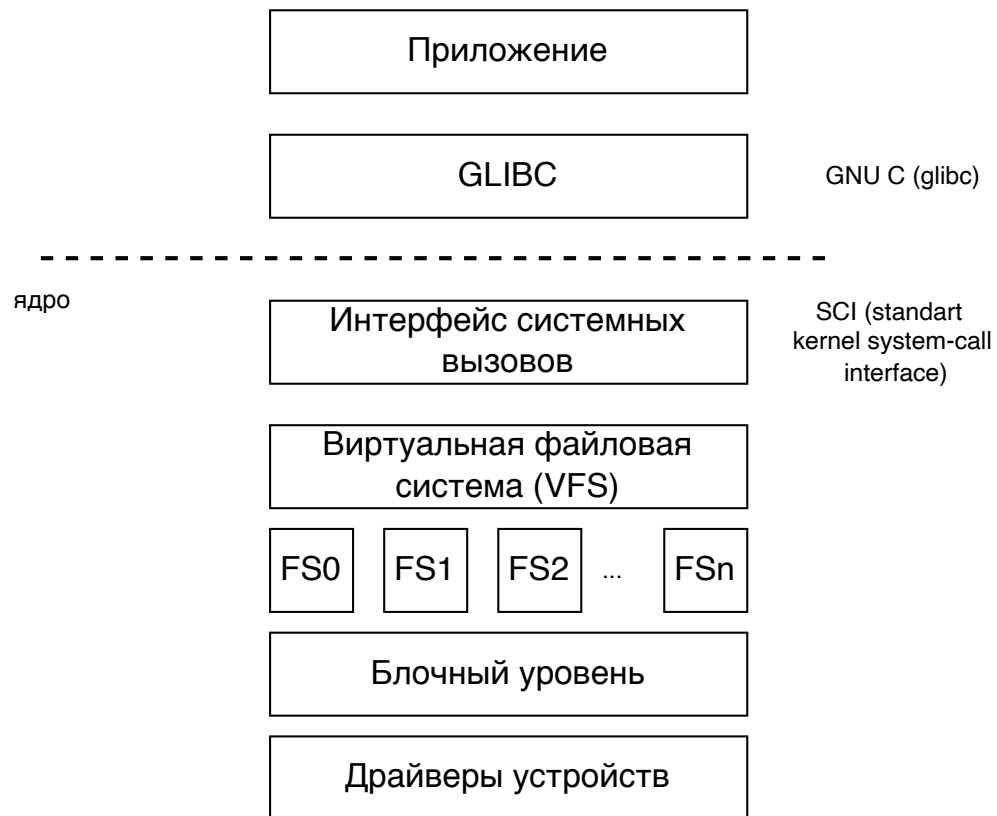 Приложение
GLIBC
GNU C (glibc)
ядро
Интерфейс системных
вызовов
SCI (standart
kernel system-call
interface)
Виртуальная файловая
система (VFS)
FS0 FS1 FS2 ... FSn
Блочный уровень
Драйверы устройств